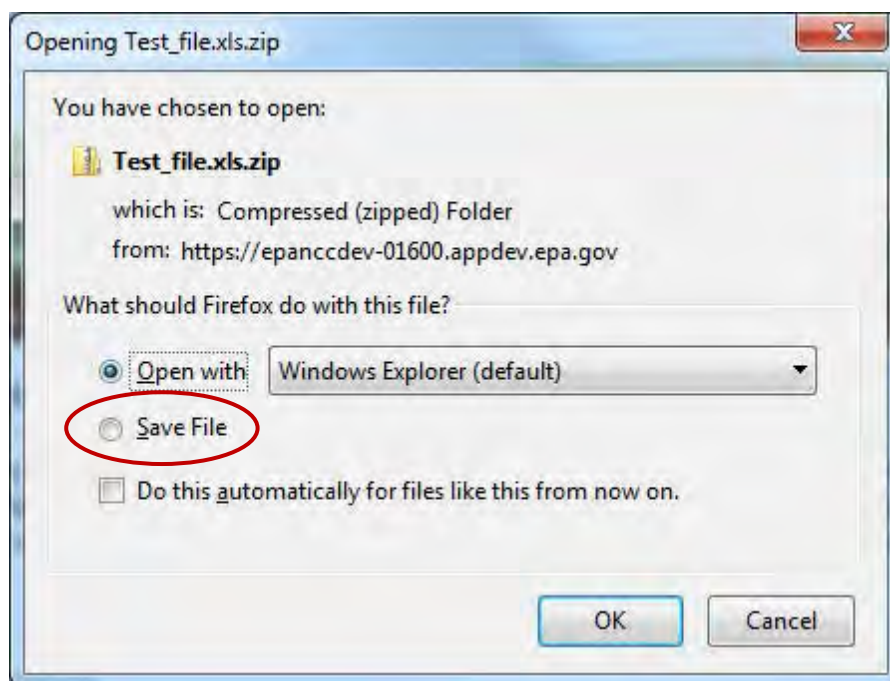 Opening Test_file.xls.zip
You have chosen to open:
Test_file.xls.zip
which is: Compressed (zipped) Folder
from: https://epanccdev-01600.appdev.epa.gov
What should Firefox do with this file?
Open with Windows Explorer (default)
Save File
Do this automatically for files like this from now on.
OK Cancel